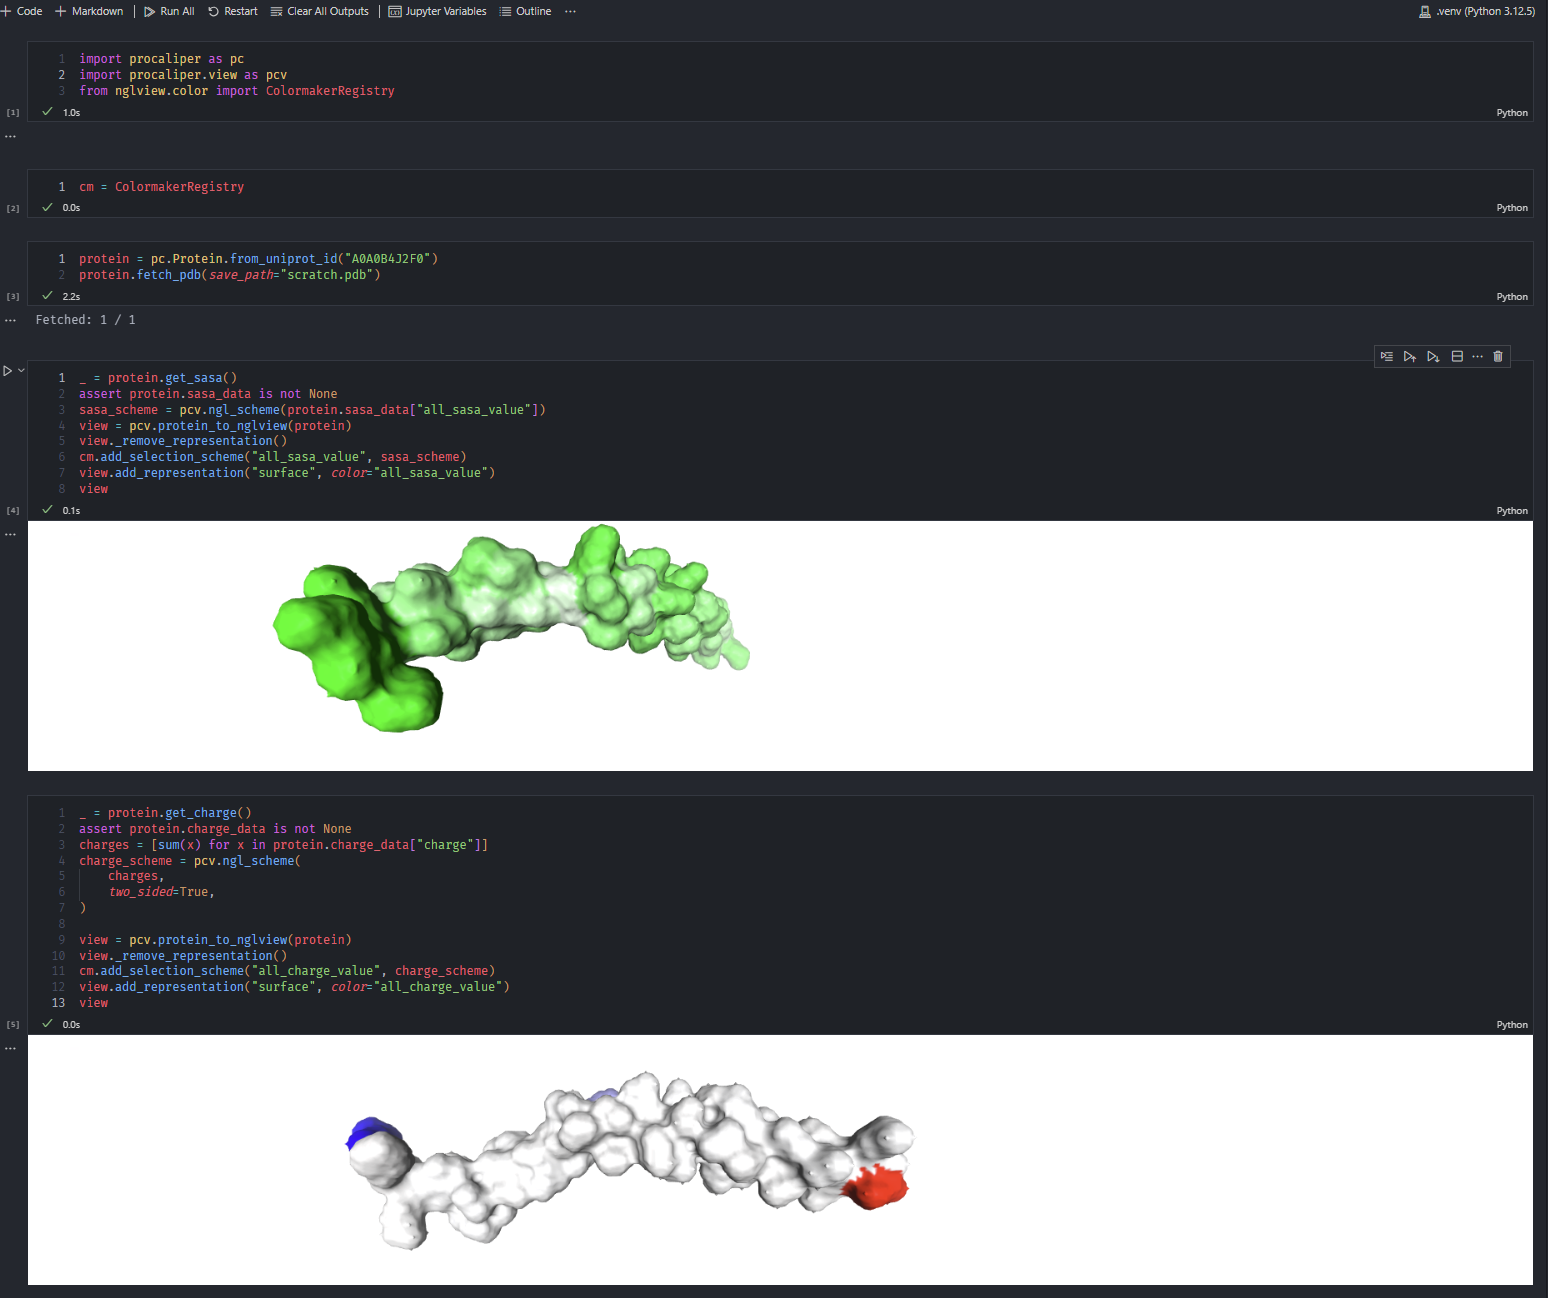 Code Markdown Run All Restart Clear All Outputs Jupyter Variables Outline ... .venv (Python 3.12.5)
1 import procaliper as pc
2 import procaliper.view as pcv
3 from nglview.color import ColormakerRegistry
[1] 1.0s Python
...
1 cm = ColormakerRegistry
[2] 0.0s Python
1 protein = pc.Protein.from_uniprot_id("A0A0B4J2F0")
2 protein.fetch_pdb(save_path="scratch.pdb")
[3] 2.2s Python
... Fetched: 1 / 1
1 _ = protein.get_sasa()
2 assert protein.sasa_data is not None
3 sasa_scheme = pcv.ngl_scheme(protein.sasa_data["all_sasa_value"])
4 view = pcv.protein_to_nglview(protein)
5 view._remove_representation()
6 cm.add_selection_scheme("all_sasa_value", sasa_scheme)
7 view.add_representation("surface", color="all_sasa_value")
8 view
[4] 0.1s Python
...
1 _ = protein.get_charge()
2 assert protein.charge_data is not None
3 charges = [sum(x) for x in protein.charge_data["charge"]]
4 charge_scheme = pcv.ngl_scheme(
5 charges,
6 two_sided=True,
7 )
8
9 view = pcv.protein_to_nglview(protein)
10 view._remove_representation()
11 cm.add_selection_scheme("all_charge_value", charge_scheme)
12 view.add_representation("surface", color="all_charge_value")
13 view
[5] 0.0s Python
...